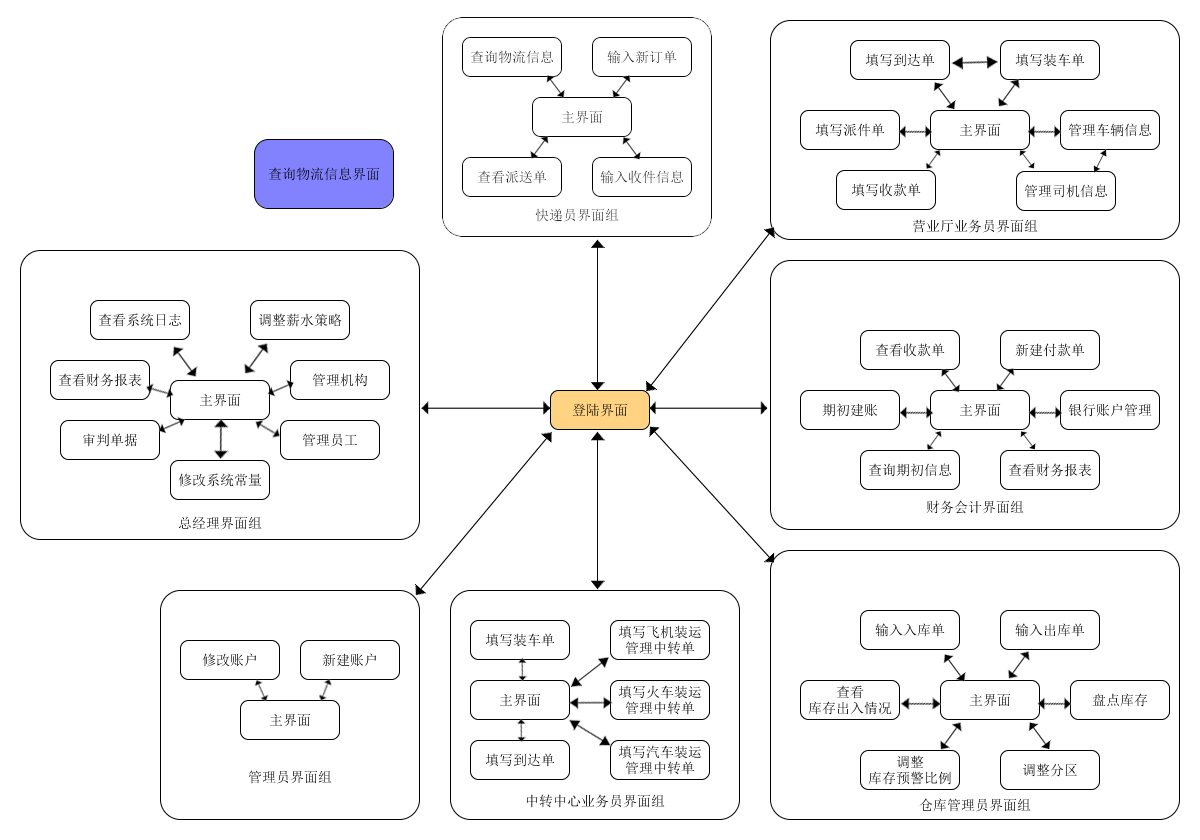 查询物流信息
输入新订单
主界面
查看派送单
输入收件信息
快递员界面组
填写到达单
填写装车单
填写派件单
主界面
管理车辆信息
填写收款单
管理司机信息
营业厅业务员界面组
查询物流信息界面
查看系统日志
调整薪水策略
查看财务报表
主界面
管理机构
审判单据
管理员工
修改系统常量
总经理界面组
登陆界面
查看收款单
新建付款单
期初建账
主界面
银行账户管理
查询期初信息
查看财务报表
财务会计界面组
修改账户
新建账户
主界面
管理员界面组
填写装车单
填写飞机装运
管理中转单
主界面
填写火车装运
管理中转单
填写到达单
填写汽车装运
管理中转单
中转中心业务员界面组
输入入库单
输入出库单
查看
库存出入情况
主界面
盘点库存
调整
库存预警比例
调整分区
仓库管理员界面组